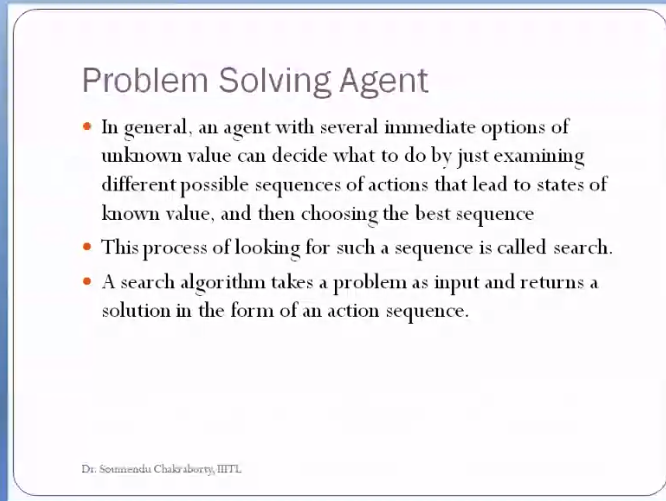 Problem Solving Agent
• In general, an agent with several immediate options of
unknown value can decide what to do by just examining
different possible sequences of actions that lead to states of
known value, and then choosing the best sequence
• This process of looking for such a sequence is called search.
• A search algorithm takes a problem as input and returns a
solution in the form of an action sequence.
Dr. Soumendu Chakraborty, IIITL